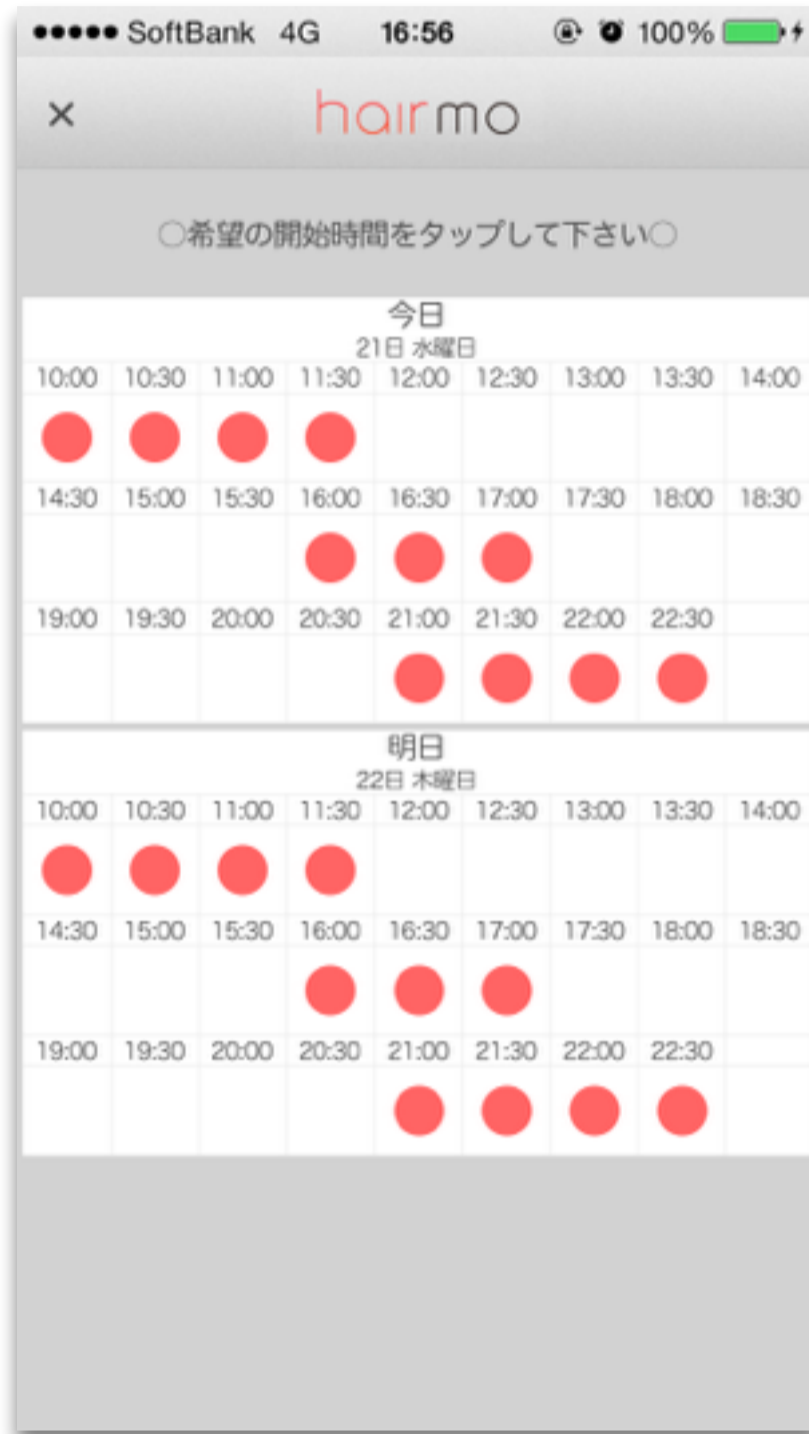 SoftBank 4G 16:56 100%
× hairmo
○希望の開始時間をタップして下さい○
今日
21日 水曜日
10:00 10:30 11:00 11:30 12:00 12:30 13:00 13:30 14:00
14:30 15:00 15:30 16:00 16:30 17:00 17:30 18:00 18:30
19:00 19:30 20:00 20:30 21:00 21:30 22:00 22:30
明日
22日 木曜日
10:00 10:30 11:00 11:30 12:00 12:30 13:00 13:30 14:00
14:30 15:00 15:30 16:00 16:30 17:00 17:30 18:00 18:30
19:00 19:30 20:00 20:30 21:00 21:30 22:00 22:30